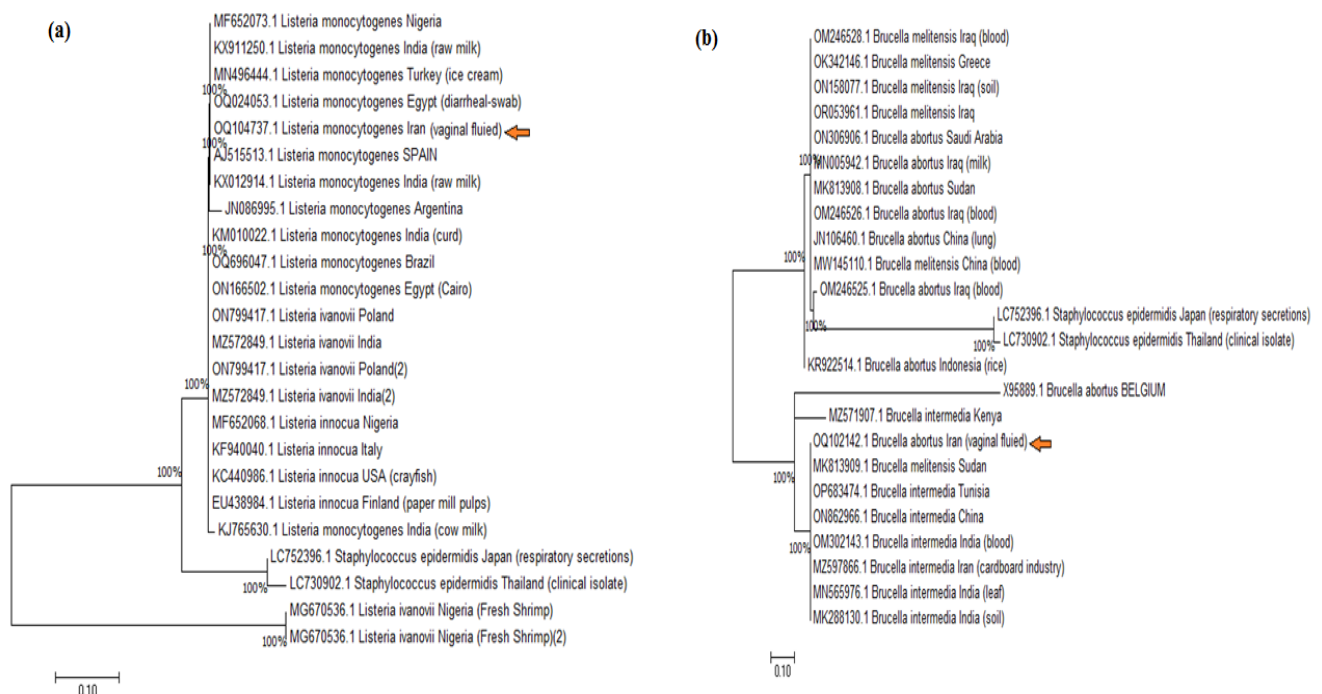 (a)
MF652073.1 Listeria monocytogenes Nigeria
KX911250.1 Listeria monocytogenes India (raw milk)
MN496444.1 Listeria monocytogenes Turkey (ice cream)
100%
OQ024053.1 Listeria monocytogenes Egypt (diarrheal-swab)
OQ104737.1 Listeria monocytogenes Iran (vaginal fluied)
100%
AJ515513.1 Listeria monocytogenes SPAIN
KX012914.1 Listeria monocytogenes India (raw milk)
JN086995.1 Listeria monocytogenes Argentina
KM010022.1 Listeria monocytogenes India (curd)
100%
OQ696047.1 Listeria monocytogenes Brazil
ON166502.1 Listeria monocytogenes Egypt (Cairo)
ON799417.1 Listeria ivanovii Poland
MZ572849.1 Listeria ivanovii India
ON799417.1 Listeria ivanovii Poland(2)
100%
MZ572849.1 Listeria ivanovii India(2)
MF652068.1 Listeria innocua Nigeria
KF940040.1 Listeria innocua Italy
100%
KC440986.1 Listeria innocua USA (crayfish)
EU438984.1 Listeria innocua Finland (paper mill pulps)
KJ765630.1 Listeria monocytogenes India (cow milk)
LC752396.1 Staphylococcus epidermidis Japan (respiratory secretions)
100%
LC730902.1 Staphylococcus epidermidis Thailand (clinical isolate)
MG670536.1 Listeria ivanovii Nigeria (Fresh Shrimp)
100%
MG670536.1 Listeria ivanovii Nigeria (Fresh Shrimp)(2)
0.10
(b)
OM246528.1 Brucella melitensis Iraq (blood)
OK342146.1 Brucella melitensis Greece
ON158077.1 Brucella melitensis Iraq (soil)
OR053961.1 Brucella melitensis Iraq
ON306906.1 Brucella abortus Saudi Arabia
100%
MN005942.1 Brucella abortus Iraq (milk)
MK813908.1 Brucella abortus Sudan
OM246526.1 Brucella abortus Iraq (blood)
JN106460.1 Brucella abortus China (lung)
100%
MW145110.1 Brucella melitensis China (blood)
OM246525.1 Brucella abortus Iraq (blood)
LC752396.1 Staphylococcus epidermidis Japan (respiratory secretions)
100%
100%
LC730902.1 Staphylococcus epidermidis Thailand (clinical isolate)
KR922514.1 Brucella abortus Indonesia (rice)
X95889.1 Brucella abortus BELGIUM
MZ571907.1 Brucella intermedia Kenya
OQ102142.1 Brucella abortus Iran (vaginal fluied)
100%
MK813909.1 Brucella melitensis Sudan
OP683474.1 Brucella intermedia Tunisia
ON862966.1 Brucella intermedia China
100%
OM302143.1 Brucella intermedia India (blood)
MZ597866.1 Brucella intermedia Iran (cardboard industry)
MN565976.1 Brucella intermedia India (leaf)
MK288130.1 Brucella intermedia India (soil)
0.10